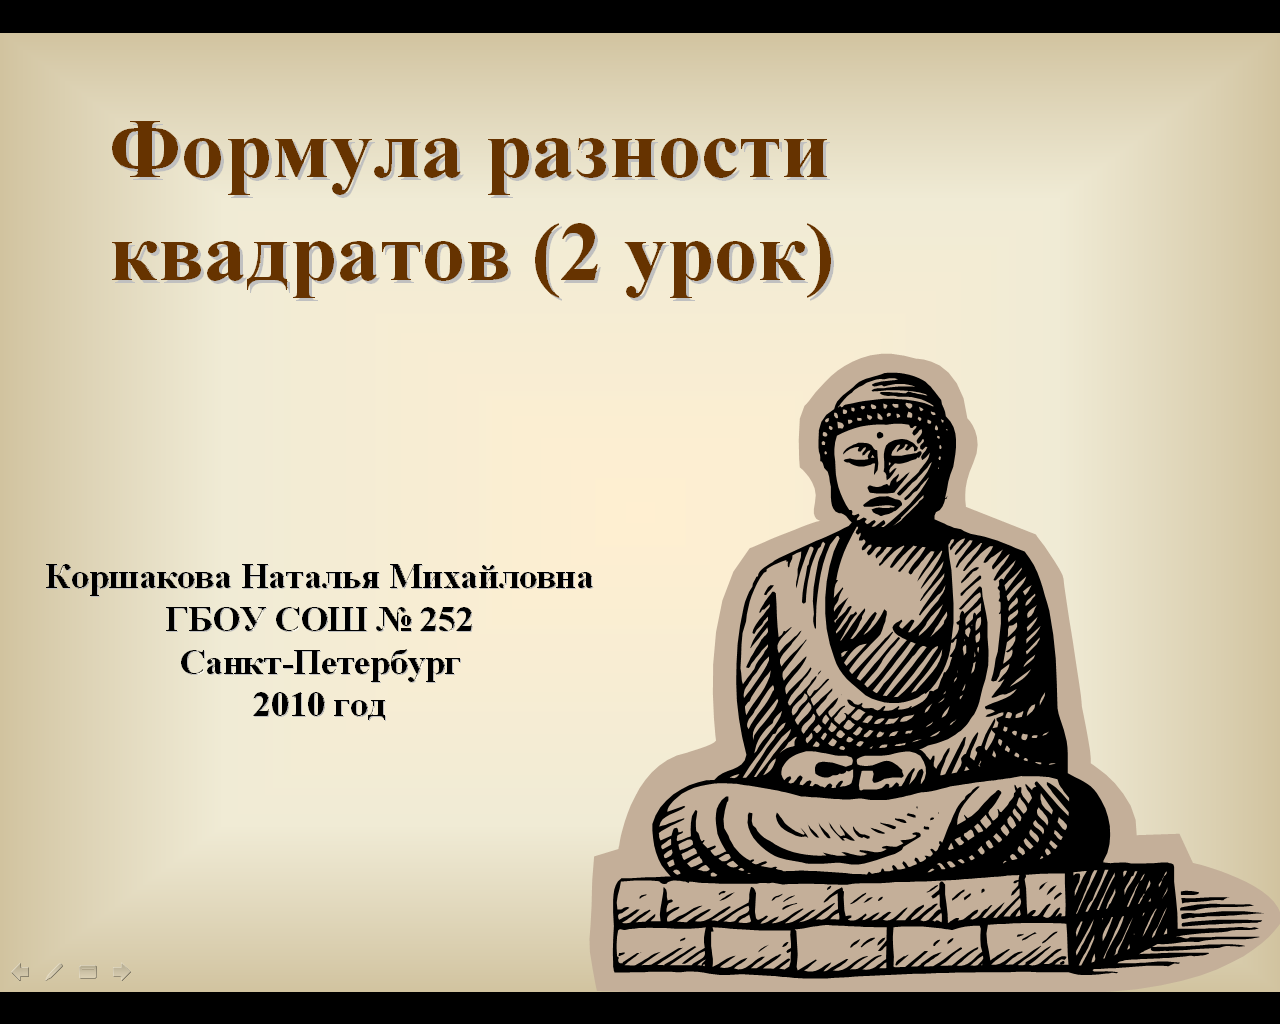 Формула разности
квадратов (2 урок)
Коршакова Наталья Михайловна
ГБОУ СОШ № 252
Санкт-Петербург
2010 год